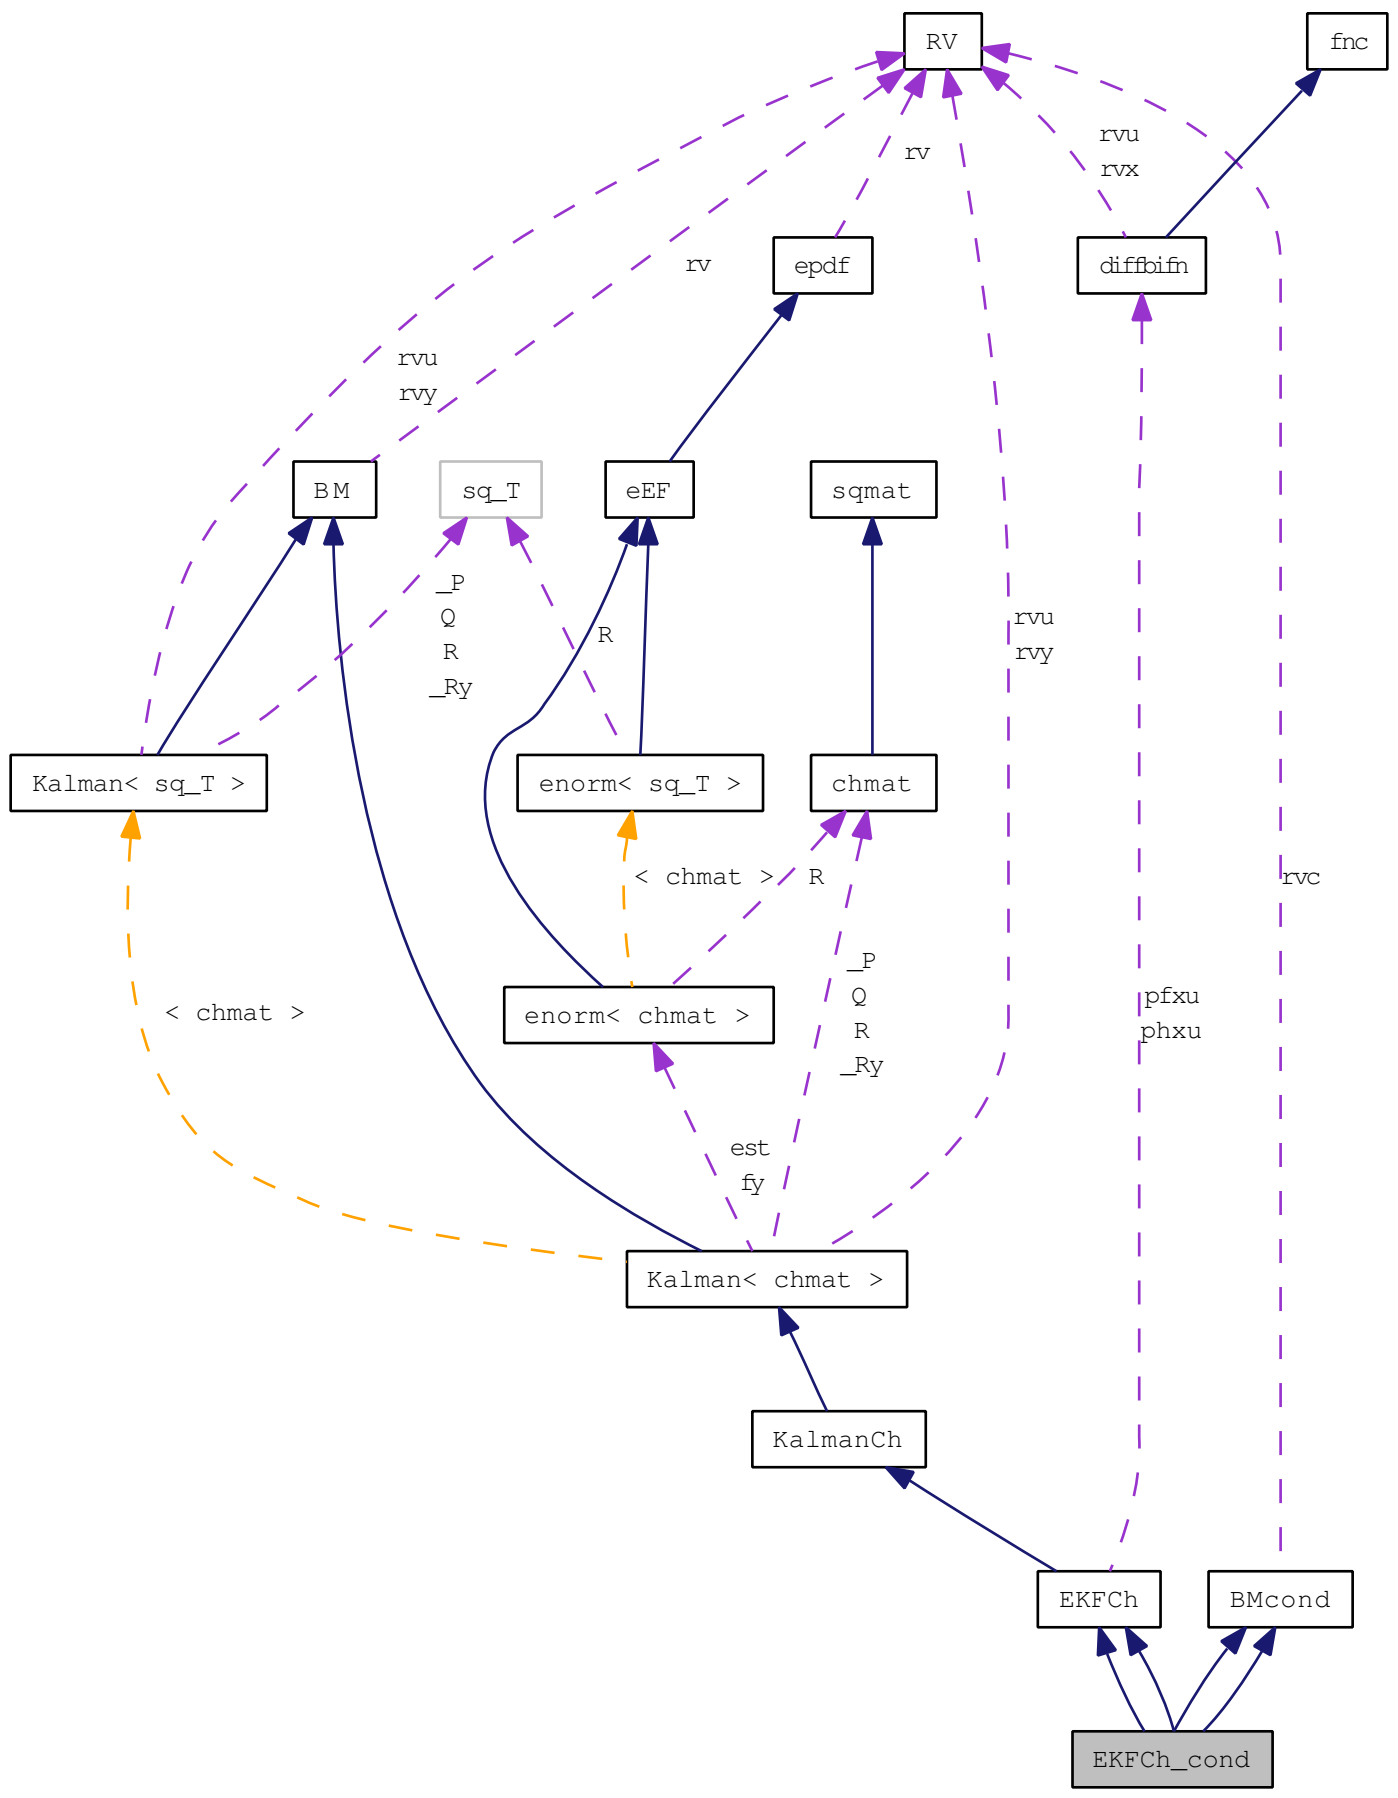 RV
fnc
rvu
rvx
rv
rv
epdf
diffbifn
rvu
rvy
BM
sq_T
eEF
sqmat
_P
Q
R
_Ry
R
rvu
rvy
Kalman< sq_T >
enorm< sq_T >
chmat
< chmat >
R
rvc
_P
Q
R
_Ry
pfxu
phxu
< chmat >
enorm< chmat >
est
fy
Kalman< chmat >
KalmanCh
EKFCh
BMcond
EKFCh_cond